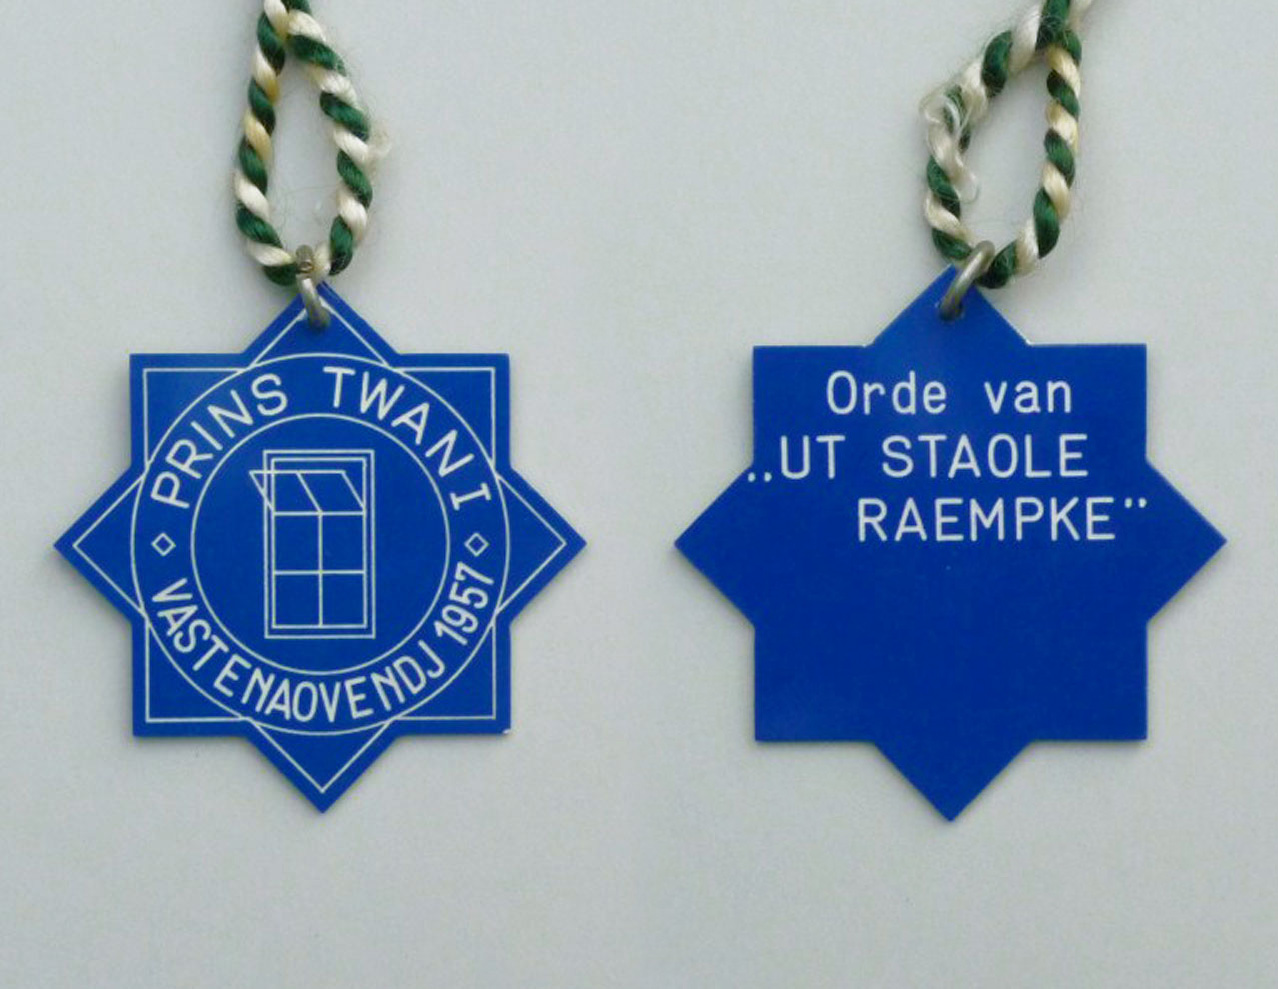 PRINS TWAN I
VASTENAOVENDJ 1957
Orde van
„UT STAOLE
RAEMPKE”